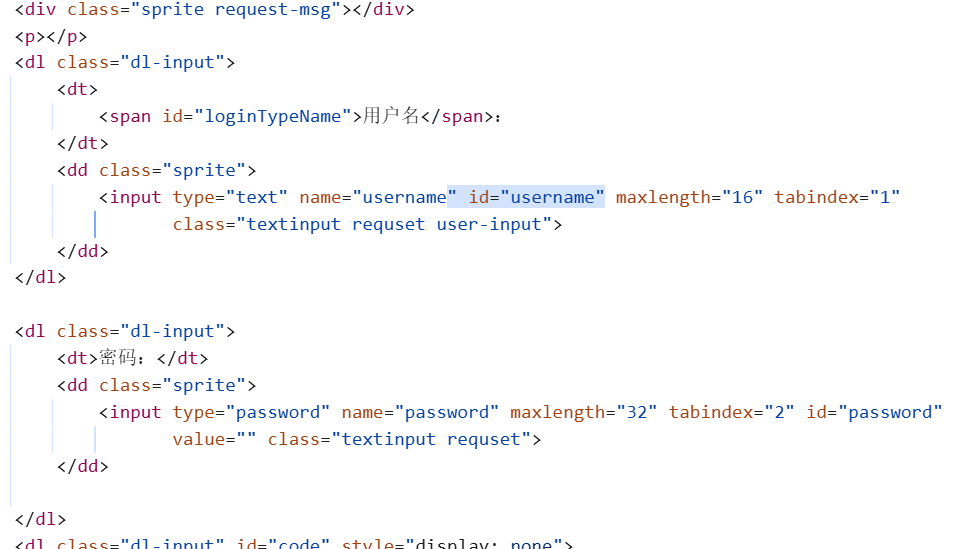 <div class="sprite request-msg"></div>
<p></p>
<dl class="dl-input">
<dt>
<span id="loginTypeName">用户名</span>:
</dt>
<dd class="sprite">
<input type="text" name="username" id="username" maxlength="16" tabindex="1"
class="textinput requset user-input">
</dd>
</dl>
<dl class="dl-input">
<dt>密码：</dt>
<dd class="sprite">
<input type="password" name="password" maxlength="32" tabindex="2" id="password"
value="" class="textinput requset">
</dd>
</dl>
<dl class="dl-input" id="code" style="display: none">